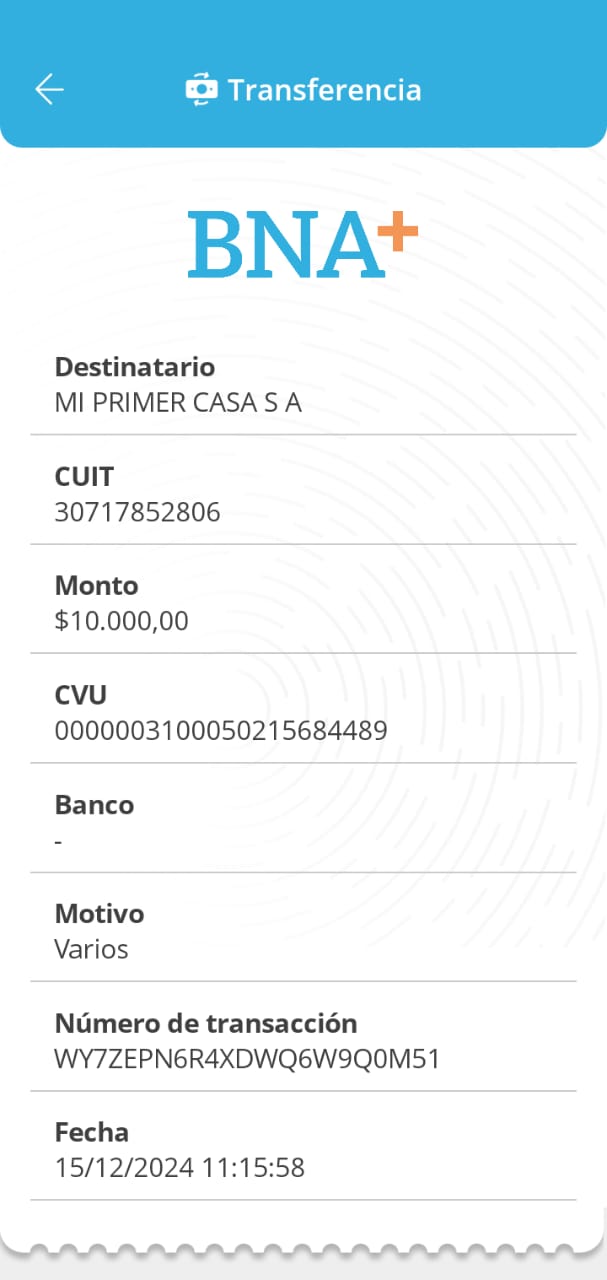 Transferencia
BNA+
Destinatario
MI PRIMER CASA S A
CUIT
30717852806
Monto
$10.000,00
CVU
0000003100050215684489
Banco
-
Motivo
Varios
Número de transacción
WY7ZEPN6R4XDWQ6W9Q0M51
Fecha
15/12/2024 11:15:58